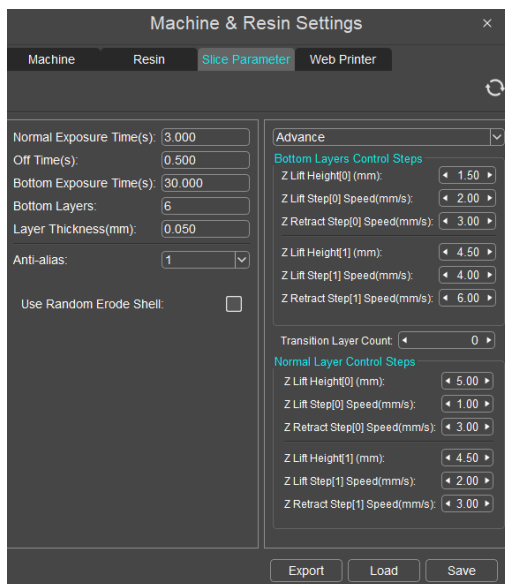 Machine & Resin Settings ×
Machine Resin Slice Parameter Web Printer
Normal Exposure Time(s): 3.000
Off Time(s): 0.500
Bottom Exposure Time(s): 30.000
Bottom Layers: 6
Layer Thickness(mm): 0.050
Anti-alias: 1
Use Random Erode Shell:
Advance
Bottom Layers Control Steps
Z Lift Height[0] (mm): 1.50
Z Lift Step[0] Speed(mm/s): 2.00
Z Retract Step[0] Speed(mm/s): 3.00
Z Lift Height[1] (mm): 4.50
Z Lift Step[1] Speed(mm/s): 4.00
Z Retract Step[1] Speed(mm/s): 6.00
Transition Layer Count: 0
Normal Layer Control Steps
Z Lift Height[0] (mm): 5.00
Z Lift Step[0] Speed(mm/s): 1.00
Z Retract Step[0] Speed(mm/s): 3.00
Z Lift Height[1] (mm): 4.50
Z Lift Step[1] Speed(mm/s): 2.00
Z Retract Step[1] Speed(mm/s): 3.00
Export Load Save